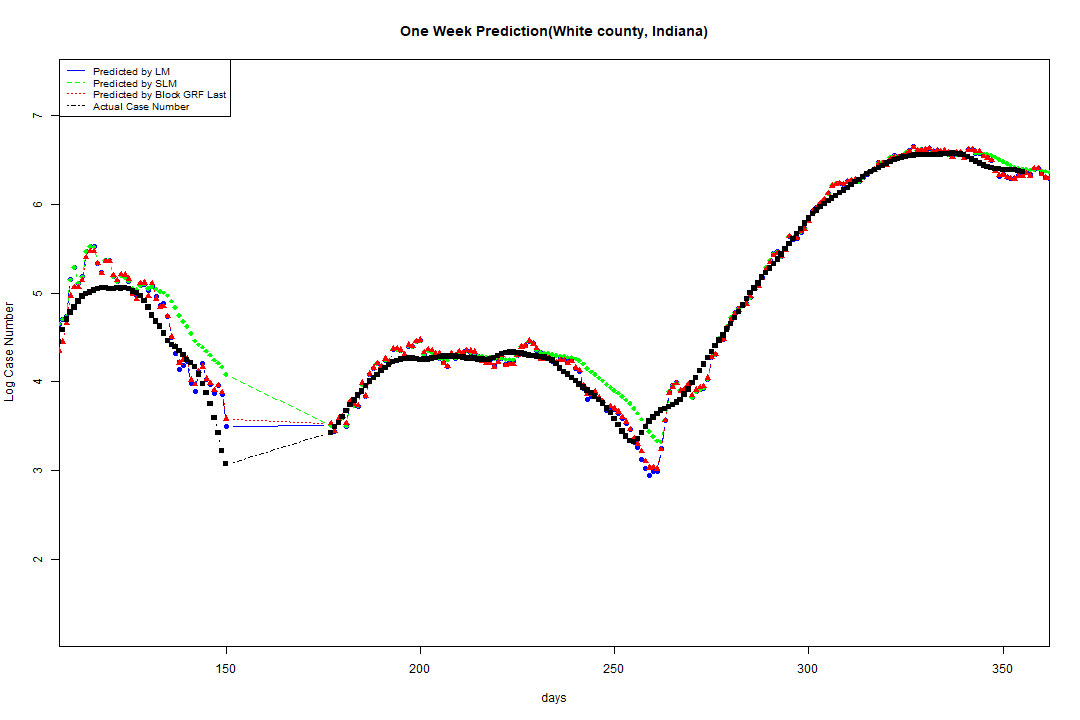 One Week Prediction(White county, Indiana)
Predicted by LM
Predicted by SLM
Predicted by Block GRF Last
Actual Case Number
Log Case Number
7
6
5
4
3
2
150
200
250
300
350
days